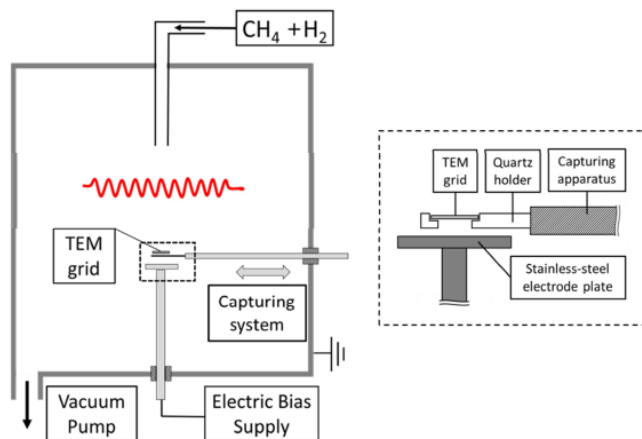 CH₄ +H₂
TEM
grid
Capturing
system
Vacuum
Pump
Electric Bias
Supply
TEM
grid
Quartz
holder
Capturing
apparatus
Stainless-steel
electrode plate